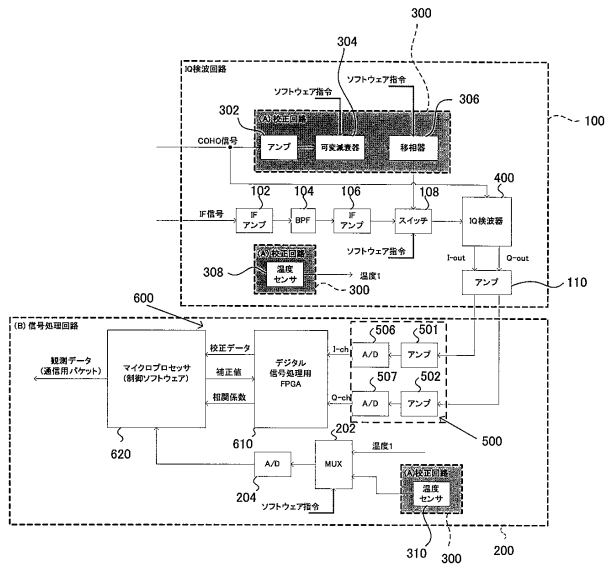 300
304
IQ検波回路
ソフトウェア指令
ソフトウェア指令
306
100
302
(A)校正回路
COHO信号
アンプ
可変減衰器
移相器
400
102
104
106
108
IF信号
IF
アンプ
BPF
IF
アンプ
スイッチ
IQ検波器
ソフトウェア指令
(A)校正回路
I-out
Q-out
308
温度
センサ
温度1
300
アンプ
110
600
(B)信号処理回路
506
501
校正データ
I-ch
A/D
アンプ
観測データ
(通信用パケット)
マイクロプロセッサ
(制御ソフトウェア)
補正値
デジタル
信号処理用
FPGA
507
502
相関係数
Q-ch
A/D
アンプ
620
610
202
500
温度1
A/D
MUX
(A)校正回路
204
温度
センサ
ソフトウェア指令
310
300
200